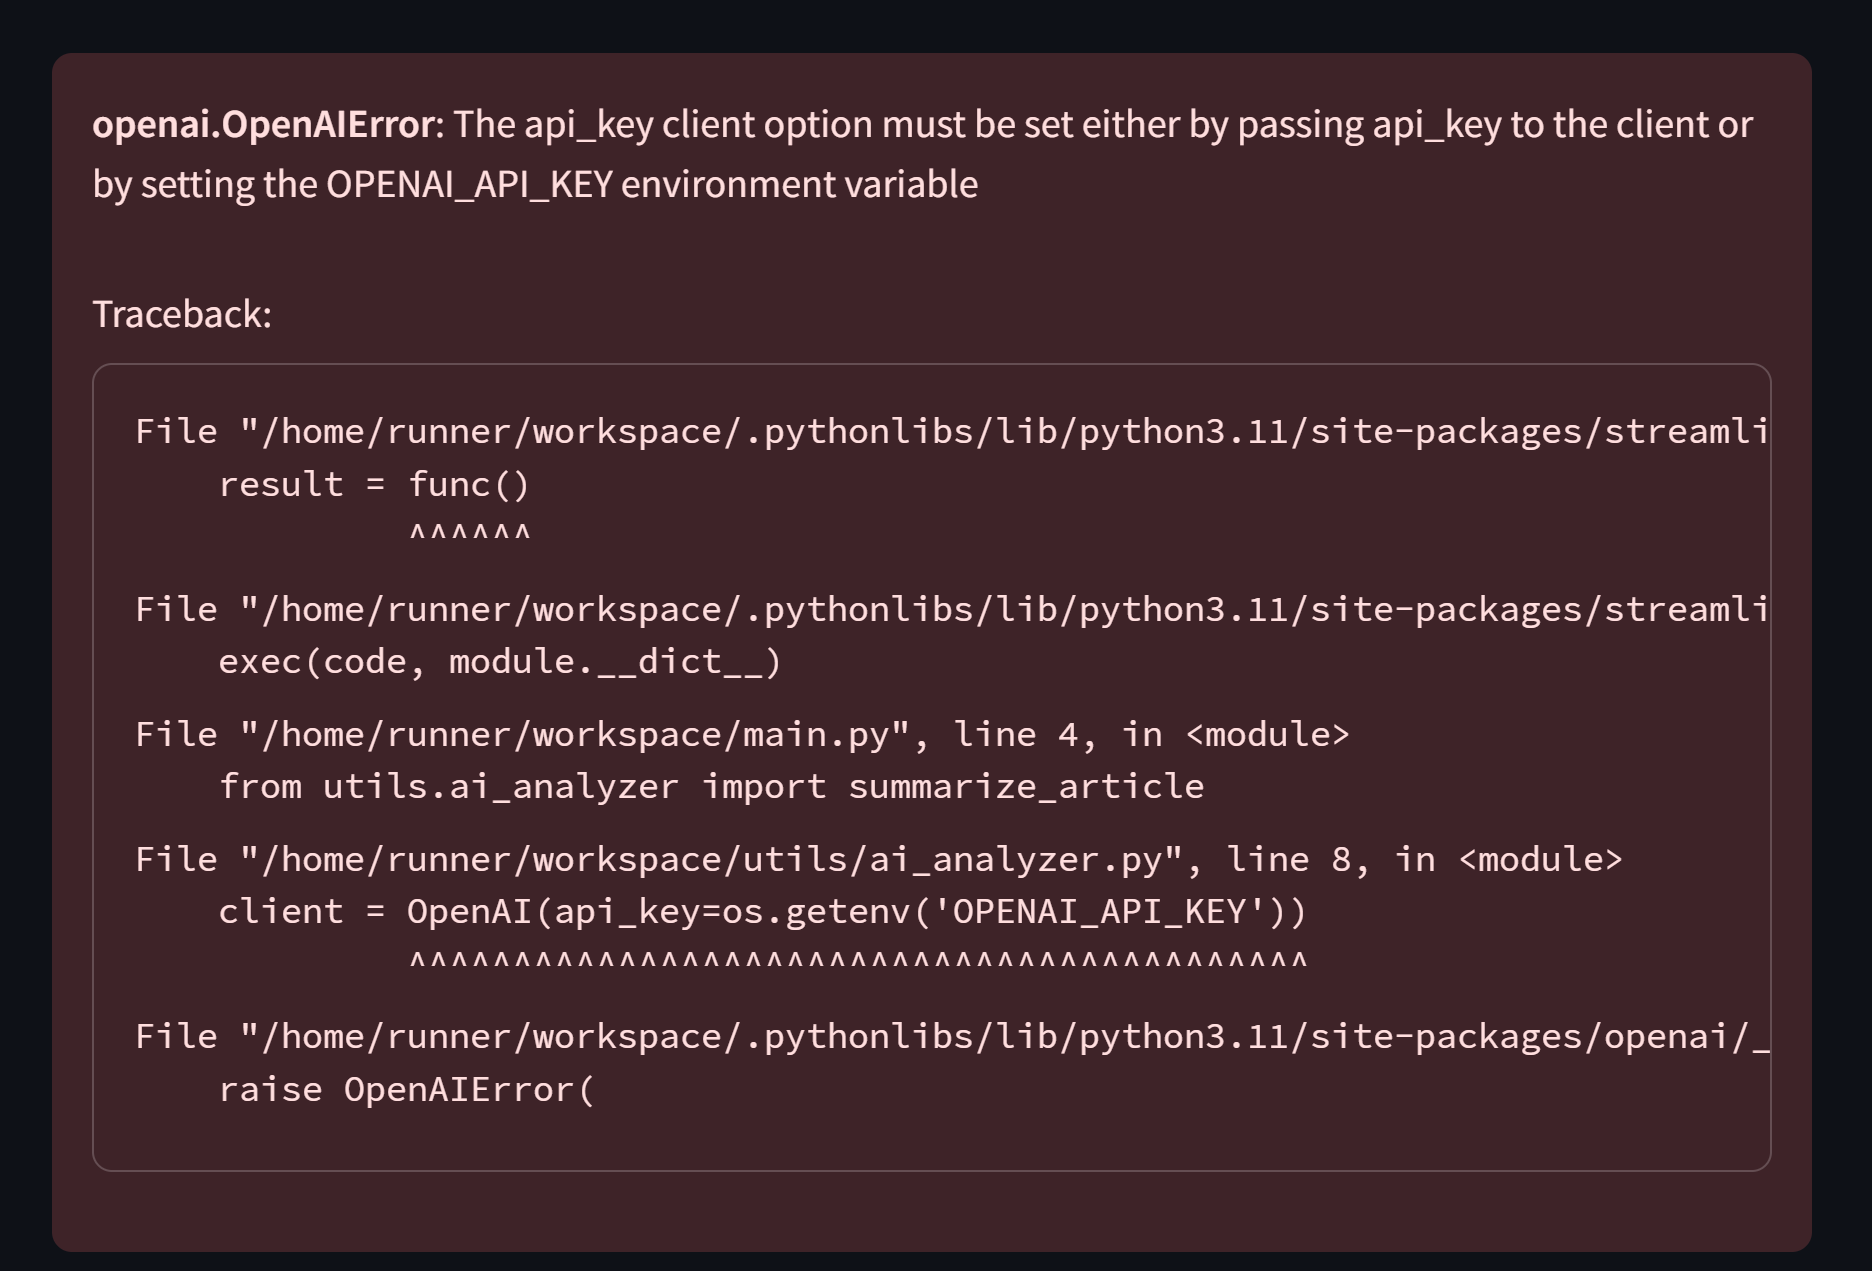 openai.OpenAIError: The api_key client option must be set either by passing api_key to the client or
by setting the OPENAI_API_KEY environment variable
Traceback:
File "/home/runner/workspace/.pythonlibs/lib/python3.11/site-packages/streamli
    result = func()
             ^^^^^^
File "/home/runner/workspace/.pythonlibs/lib/python3.11/site-packages/streamli
    exec(code, module.__dict__)
File "/home/runner/workspace/main.py", line 4, in <module>
    from utils.ai_analyzer import summarize_article
File "/home/runner/workspace/utils/ai_analyzer.py", line 8, in <module>
    client = OpenAI(api_key=os.getenv('OPENAI_API_KEY'))
             ^^^^^^^^^^^^^^^^^^^^^^^^^^^^^^^^^^^^^^^^^^^
File "/home/runner/workspace/.pythonlibs/lib/python3.11/site-packages/openai/_
    raise OpenAIError(